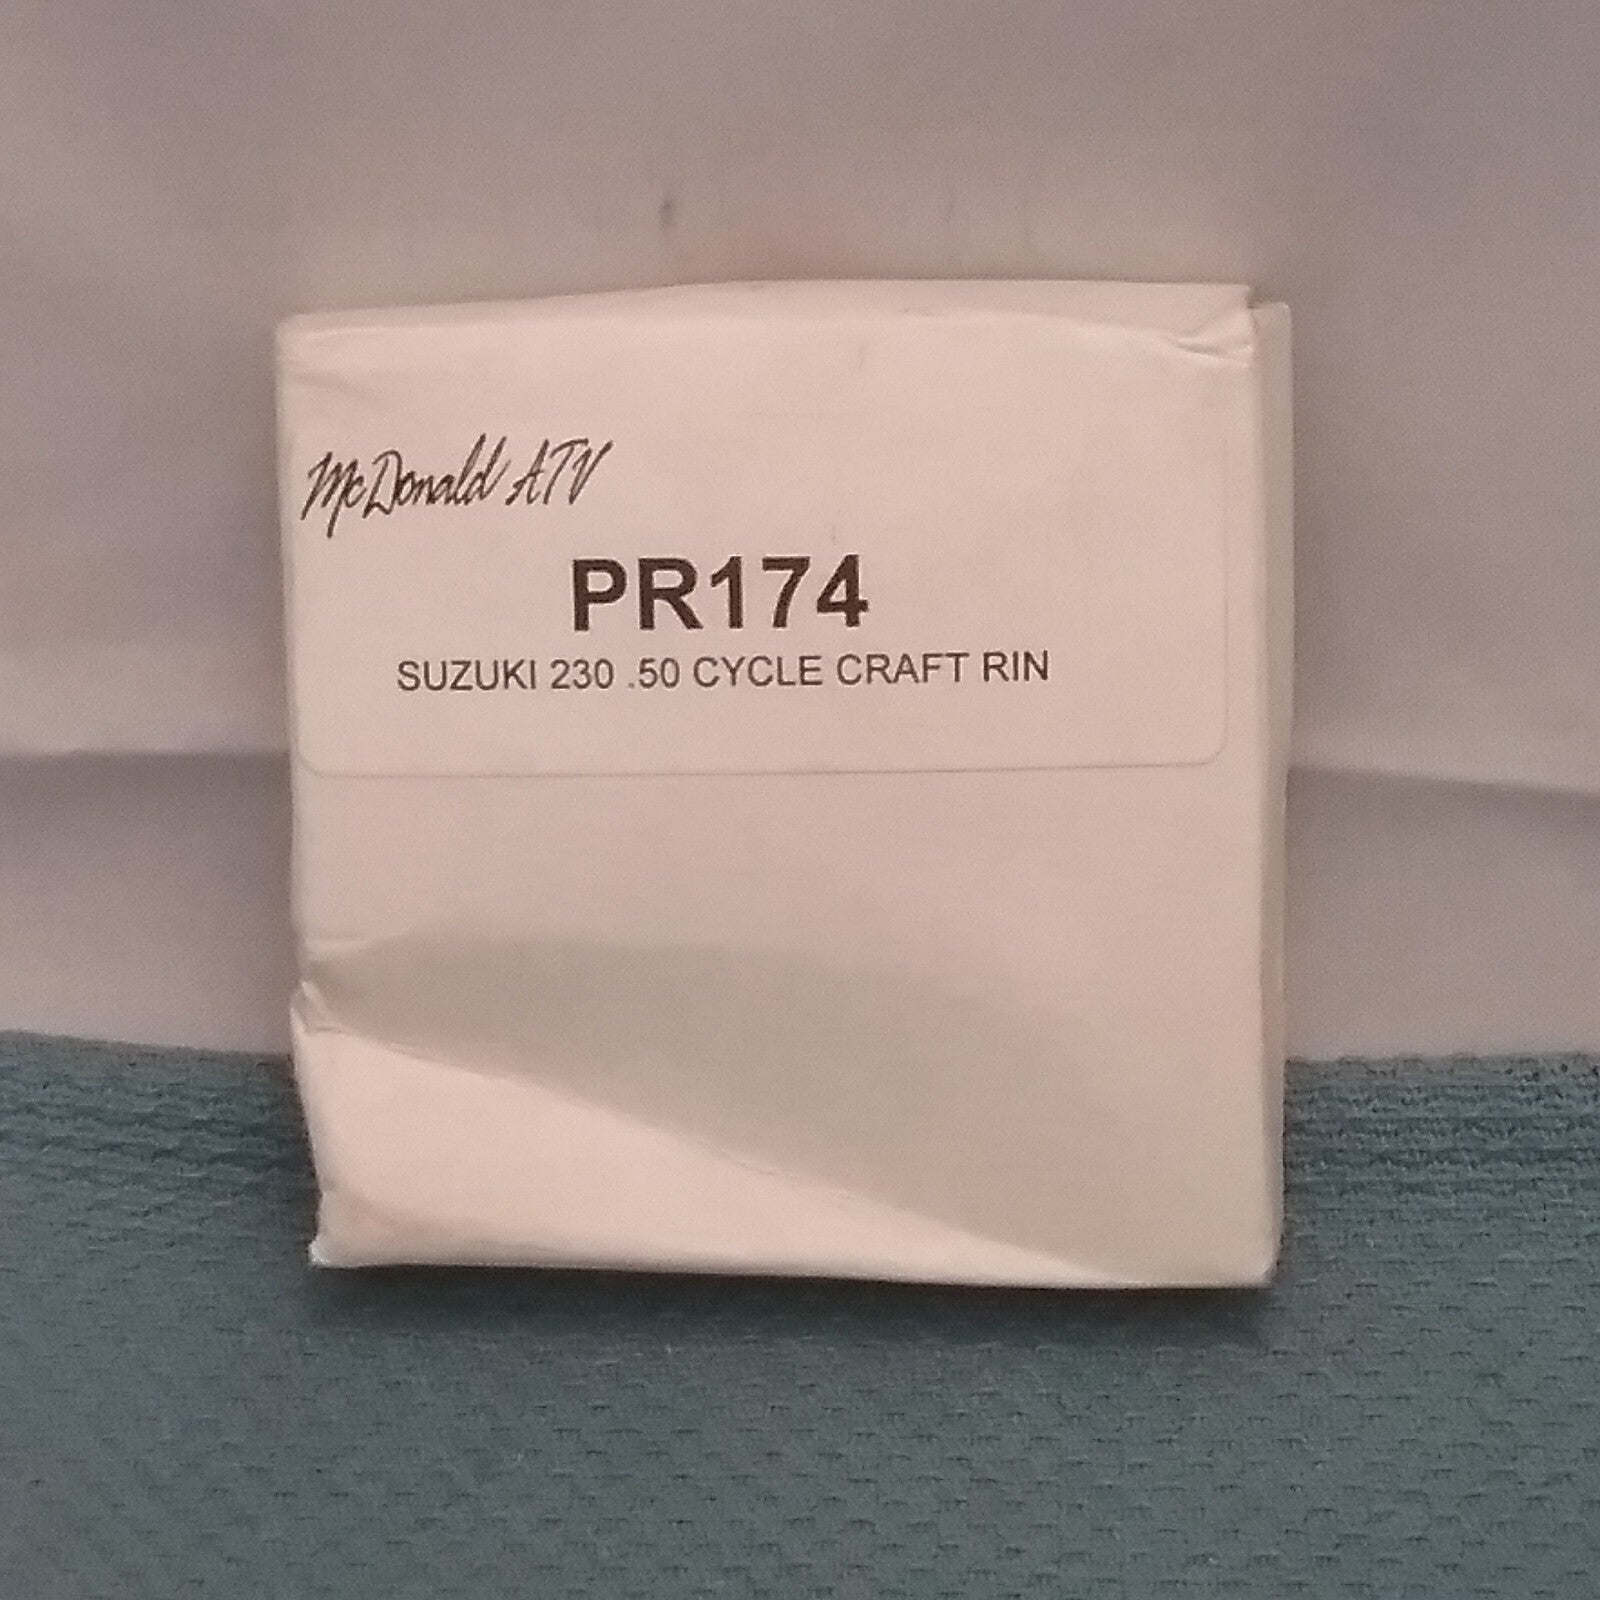 McDonald ATV
PR174
SUZUKI 230 .50 CYCLE CRAFT RIN